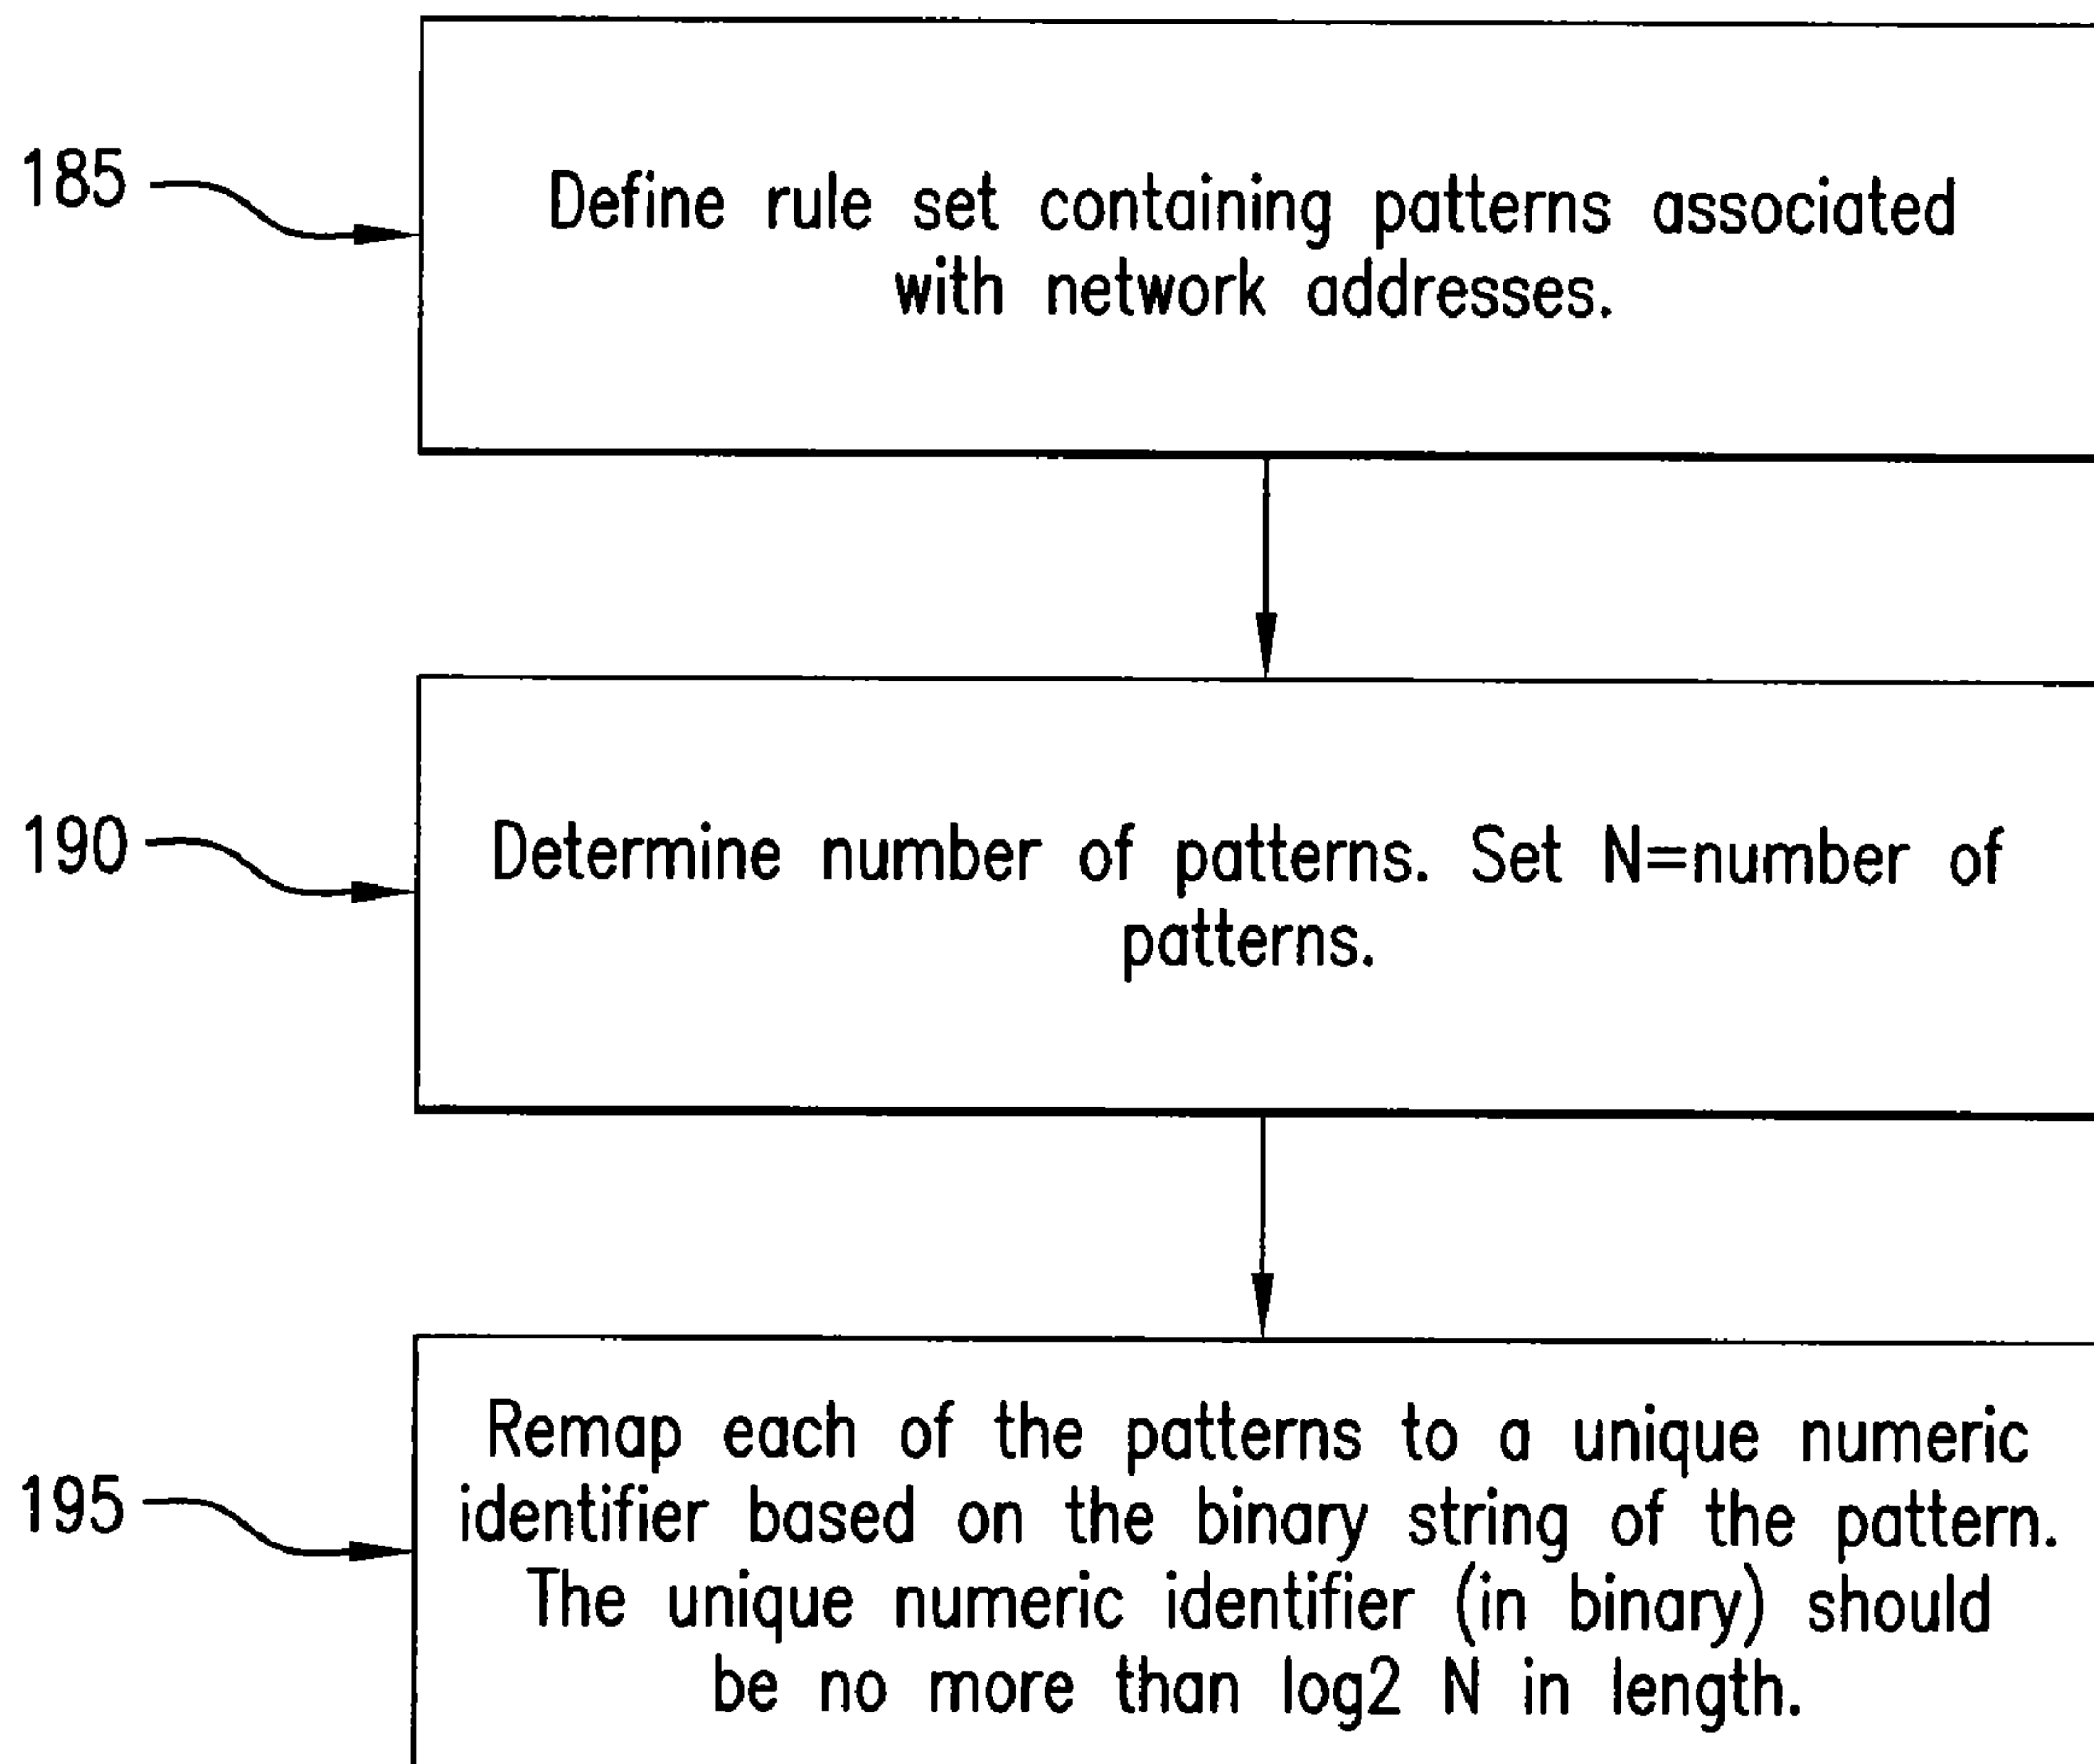 185
Define rule set containing patterns associated
with network addresses.
190
Determine number of patterns. Set N=number of
patterns.
195
Remap each of the patterns to a unique numeric
identifier based on the binary string of the pattern.
The unique numeric identifier (in binary) should
be no more than log2 N in length.